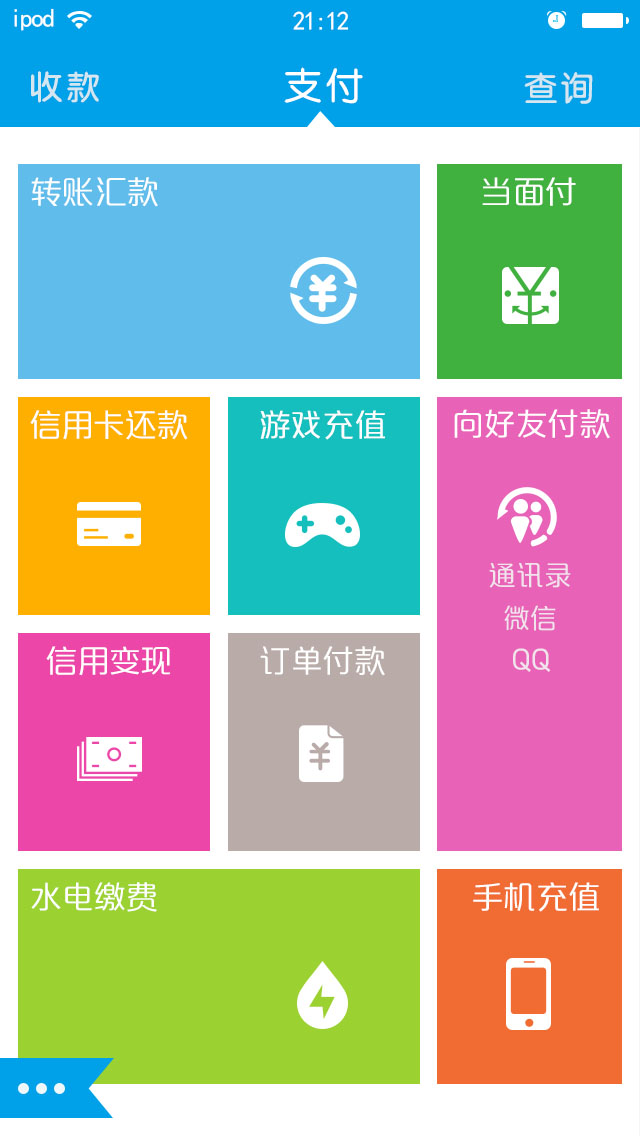 ipod 21:12
收款 支付 查询
转账汇款
当面付
信用卡还款
游戏充值
向好友付款
通讯录
微信
QQ
信用变现
订单付款
水电缴费
手机充值